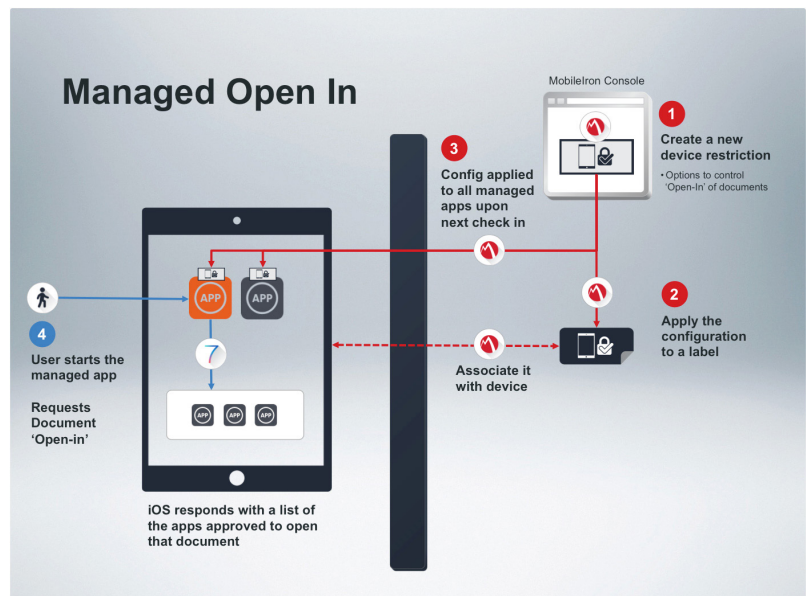 Managed Open In
MobileIron Console
1
Create a new
device restriction
• Options to control
‘Open-In’ of documents
3
Config applied
to all managed
apps upon
next check in
APP
APP
2
Apply the
configuration
to a label
4
User starts the
managed app
Requests
Document
‘Open-in’
7
Associate it
with device
APP
APP
APP
iOS responds with a list of
the apps approved to open
that document